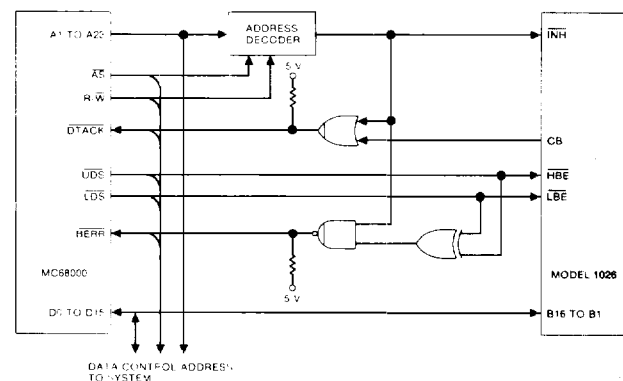 A1 TO A23
ADDRESS
DECODER
INH
AS
5 V
R/W
DTACK
CB
UDS
HBE
LDS
LBE
BERR
MC68000
5 V
MODEL 1026
D0 TO D15
B16 TO B1
DATA CONTROL ADDRESS
TO SYSTEM